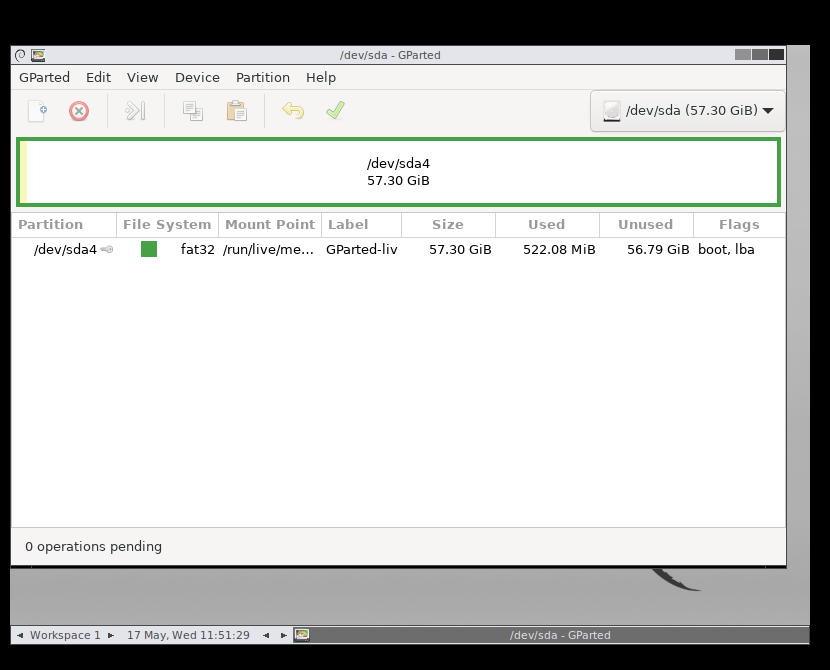 /dev/sda - GParted
GParted Edit View Device Partition Help
/dev/sda (57.30 GiB)
/dev/sda4
57.30 GiB
Partition File System Mount Point Label Size Used Unused Flags
/dev/sda4 fat32 /run/live/me... GParted-liv 57.30 GiB 522.08 MiB 56.79 GiB boot, lba
0 operations pending
Workspace 1 17 May, Wed 11:51:29 /dev/sda - GParted